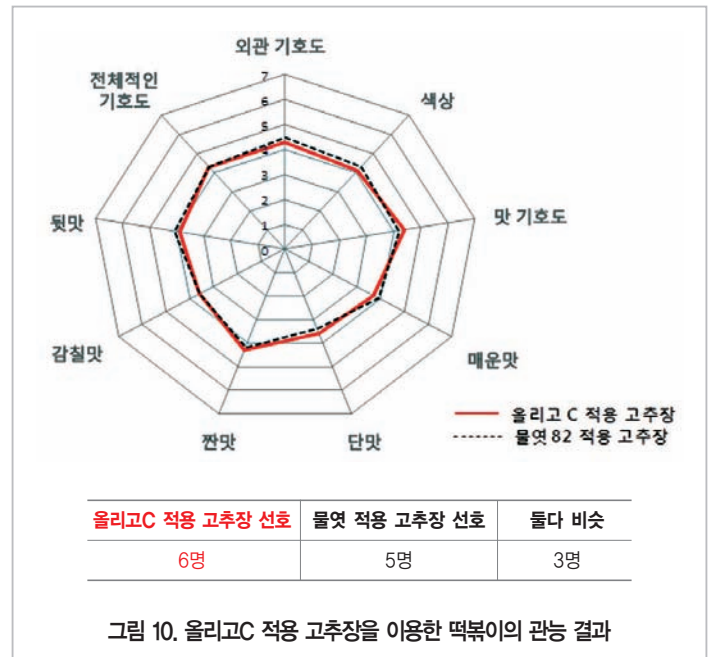 외관 기호도
전체적인
기호도
색상
7
6
5
4
3
2
1
0
뒷맛
맛 기호도
감칠맛
매운맛
짠맛
단맛
올리고 C 적용 고추장
물엿 82 적용 고추장
올리고C 적용 고추장 선호 물엿 적용 고추장 선호 둘다 비슷
6명 5명 3명
그림 10. 올리고C 적용 고추장을 이용한 떡볶이의 관능 결과